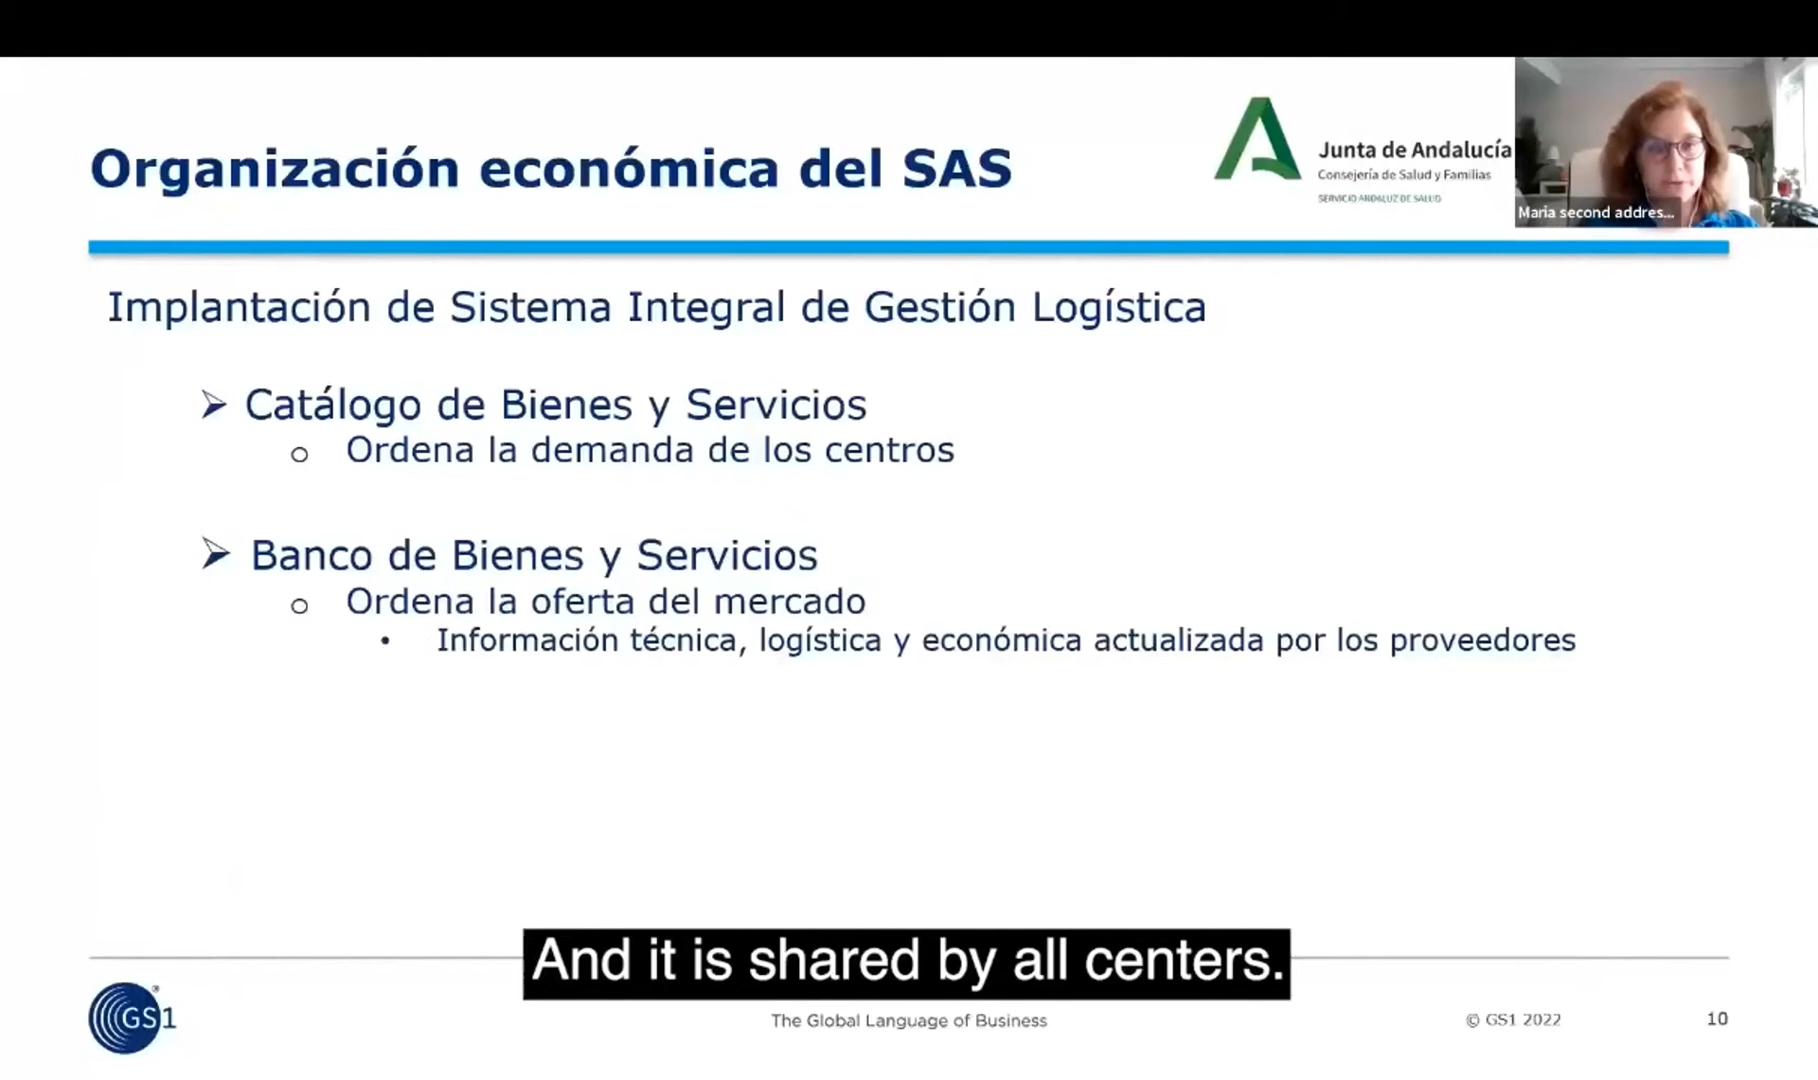 Organización económica del SAS
Junta de Andalucía
Consejería de Salud y Familias
SERVICIO ANDALUZ DE SALUD
Maria second addres...
Implantación de Sistema Integral de Gestión Logística
➢ Catálogo de Bienes y Servicios
o Ordena la demanda de los centros
➢ Banco de Bienes y Servicios
o Ordena la oferta del mercado
• Información técnica, logística y económica actualizada por los proveedores
And it is shared by all centers.
GS1®
The Global Language of Business
© GS1 2022
10